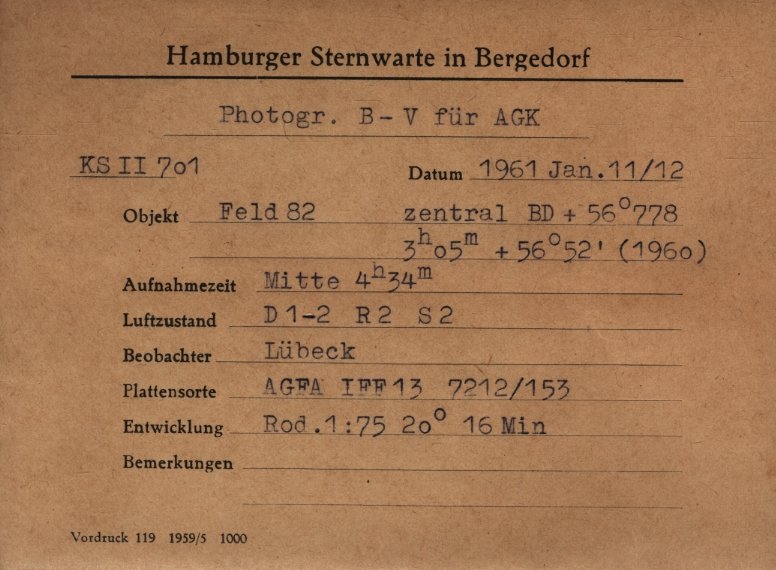 Hamburger Sternwarte in Bergedorf
Photogr. B-V für AGK
KS II 701 Datum 1961 Jan.11/12
Objekt Feld 82 zentral BD + 56°778
3ʰ05ᵐ +56°52' (1960)
Aufnahmezeit Mitte 4ʰ34ᵐ
Luftzustand D 1-2 R 2 S 2
Beobachter Lübeck
Plattensorte AGFA IFF 13 7212/153
Entwicklung Rod.1:75 20° 16 Min
Bemerkungen
Vordruck 119 1959/5 1000